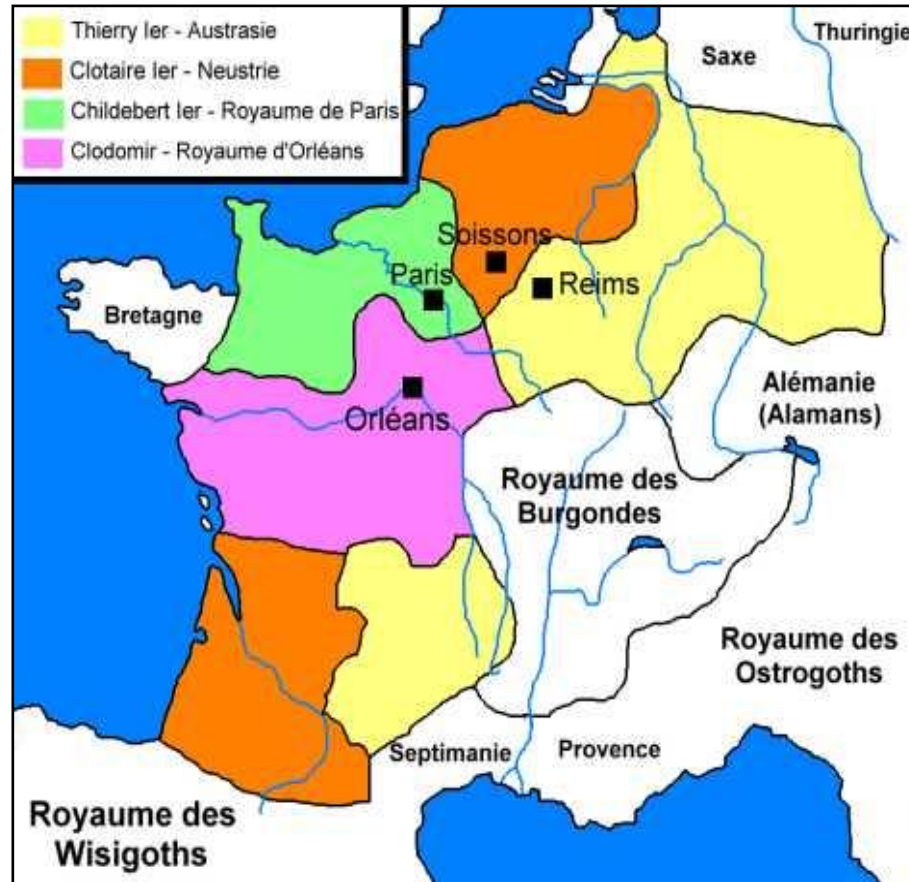 Thierry Ier - Austrasie
Clotaire Ier - Neustrie
Childebert Ier - Royaume de Paris
Clodomir - Royaume d'Orléans
Saxe
Thuringie
Soissons
Paris
Reims
Bretagne
Orléans
Alémanie
(Alamans)
Royaume des
Burgondes
Royaume des
Ostrogoths
Septimanie
Provence
Royaume des
Wisigoths